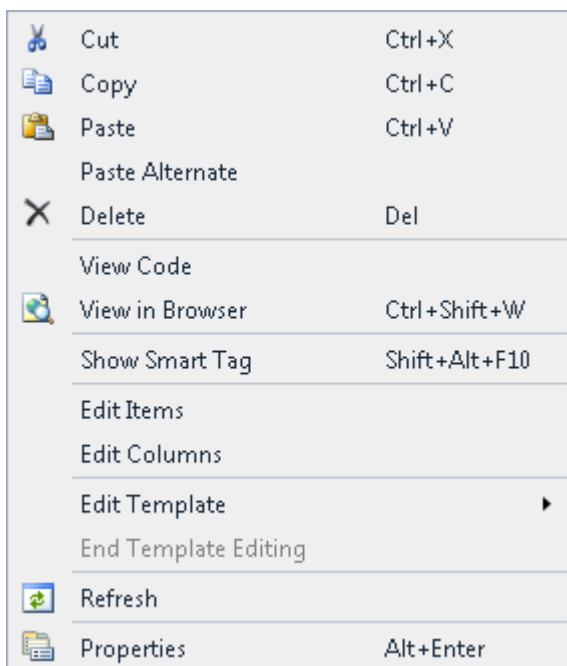 Cut Ctrl+X
Copy Ctrl+C
Paste Ctrl+V
Paste Alternate
Delete Del
View Code
View in Browser Ctrl+Shift+W
Show Smart Tag Shift+Alt+F10
Edit Items
Edit Columns
Edit Template
End Template Editing
Refresh
Properties Alt+Enter